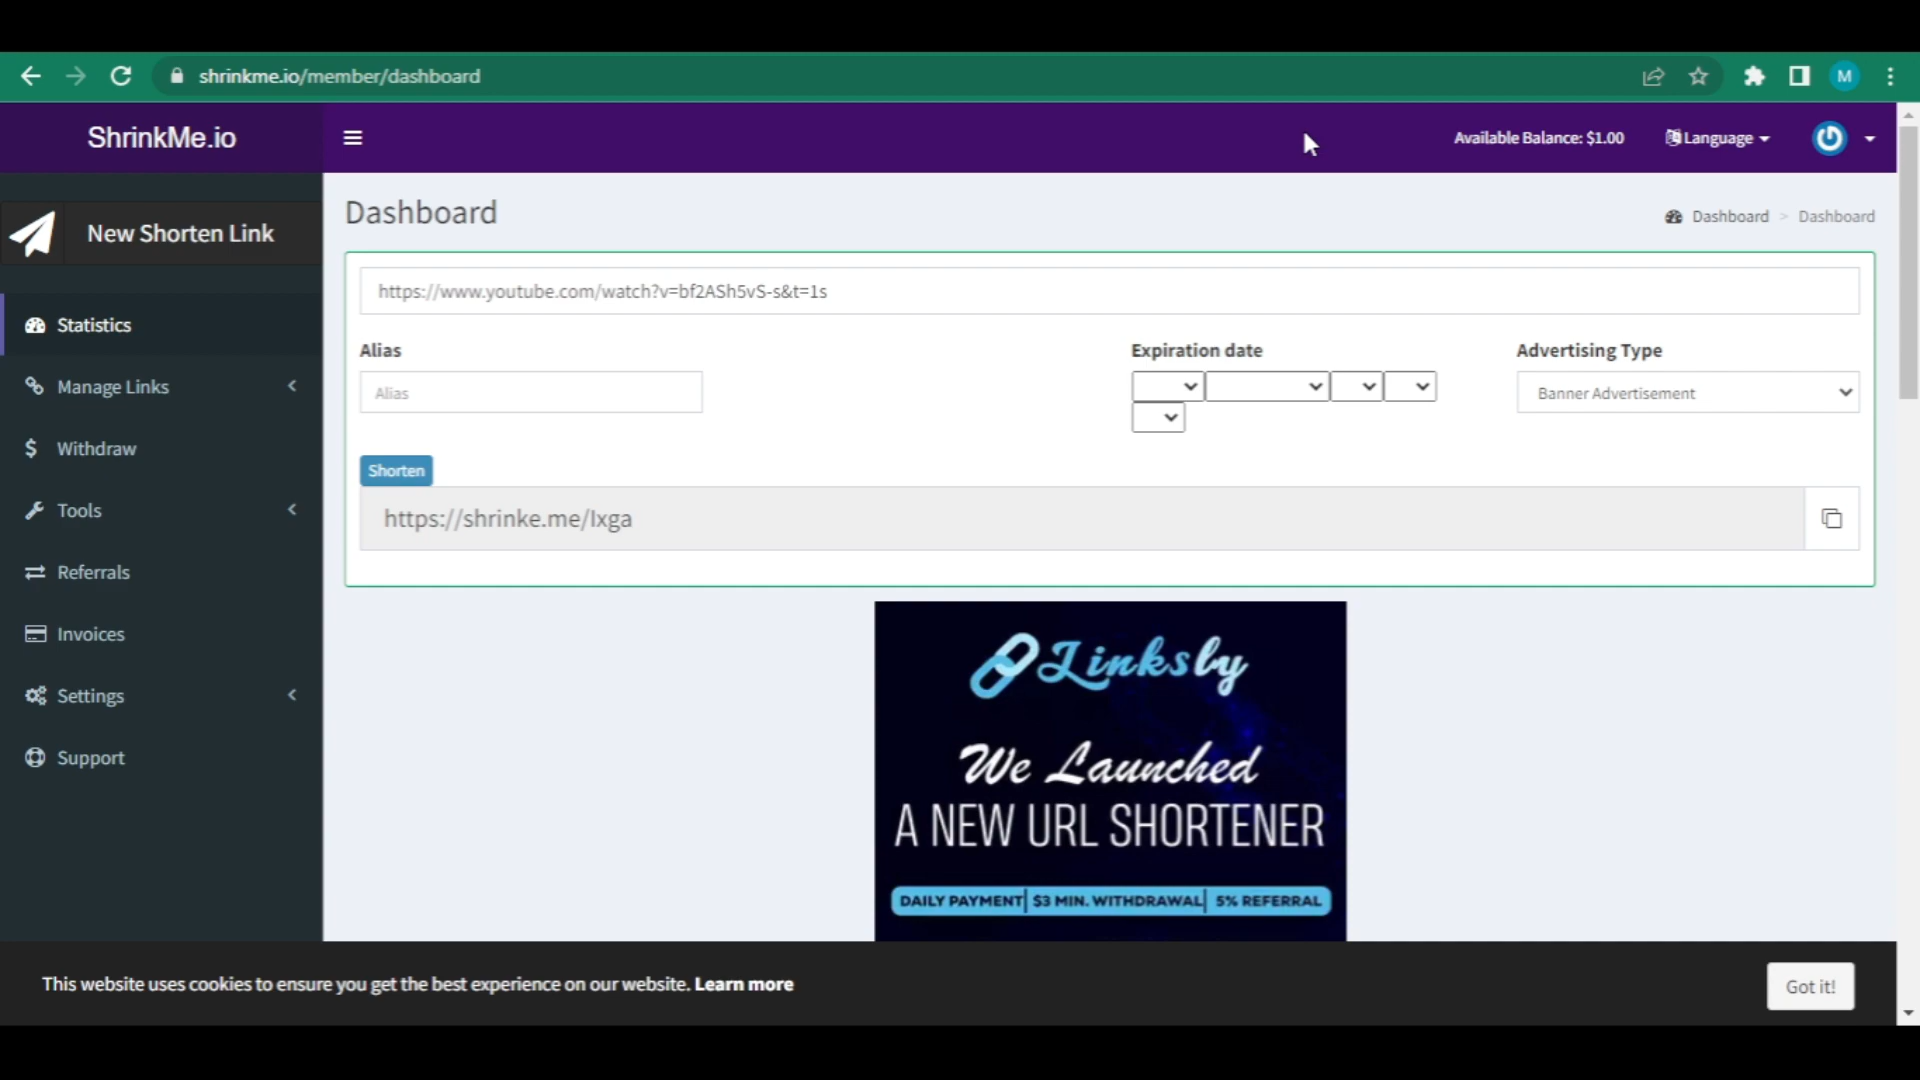 shrinkme.io/member/dashboard
M
ShrinkMe.io
Available Balance: $1.00
Language
New Shorten Link
Dashboard
Dashboard > Dashboard
https://www.youtube.com/watch?v=bf2ASh5vS-s&t=1s
Statistics
Alias
Expiration date
Advertising Type
Manage Links
Alias
Banner Advertisement
Withdraw
Shorten
Tools
https://shrinke.me/Ixga
Referrals
Invoices
Settings
Support
Linksly
We Launched
A NEW URL SHORTENER
DAILY PAYMENT| $3 MIN. WITHDRAWAL| 5% REFERRAL
This website uses cookies to ensure you get the best experience on our website. Learn more
Got it!